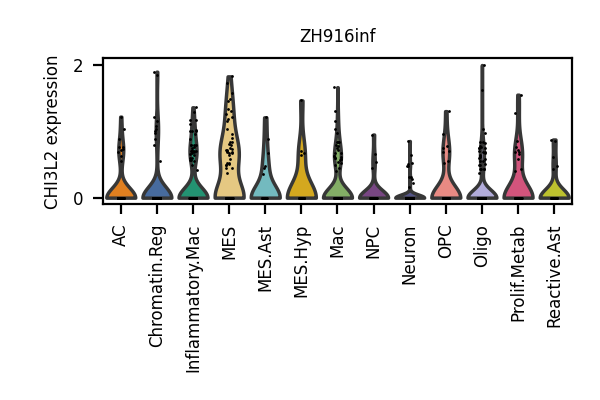 ZH916inf
CHI3L2 expression
2
0
AC
Chromatin.Reg
Inflammatory.Mac
MES
MES.Ast
MES.Hyp
Mac
NPC
Neuron
OPC
Oligo
Prolif.Metab
Reactive.Ast